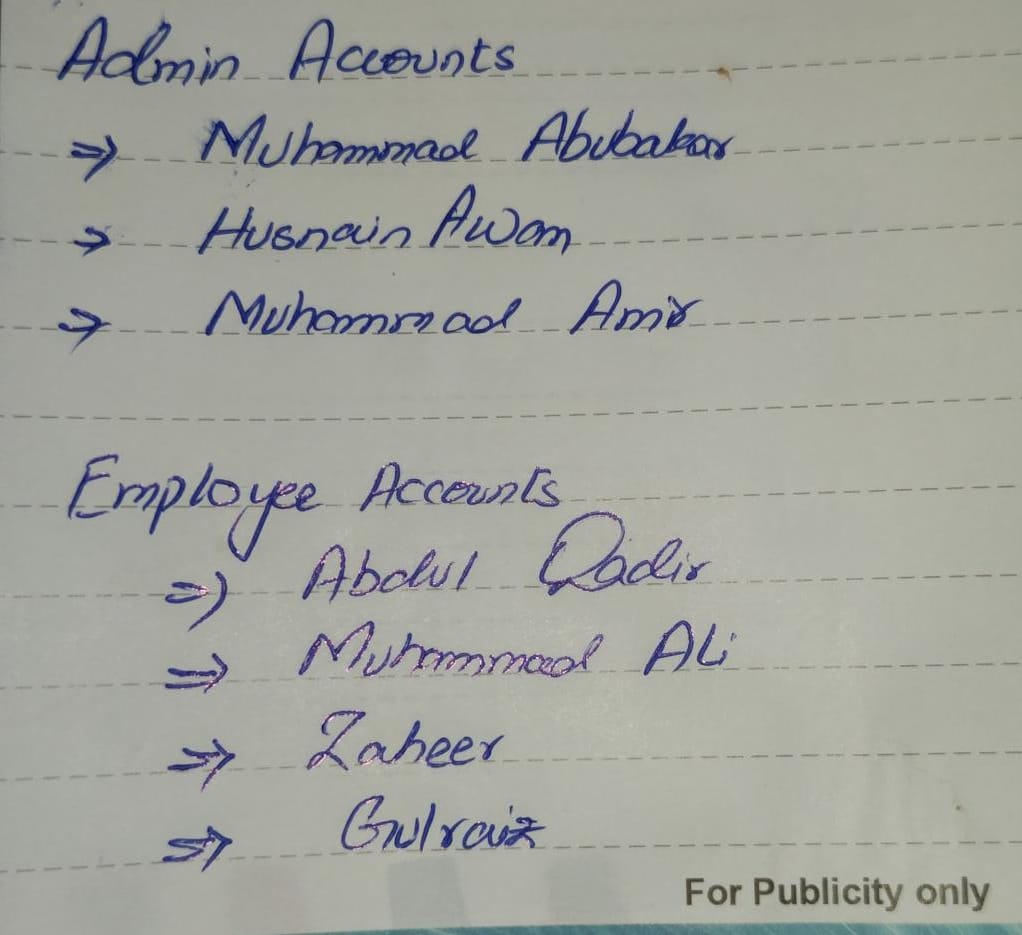 Admin Accounts
⇒ Muhammad Abubakar
⇒ Husnain Awan
⇒ Muhammad Amir
Employee Accounts
⇒ Abdul Qadir
⇒ Muhammad Ali
⇒ Zaheer
⇒ Gulraiz
For Publicity only